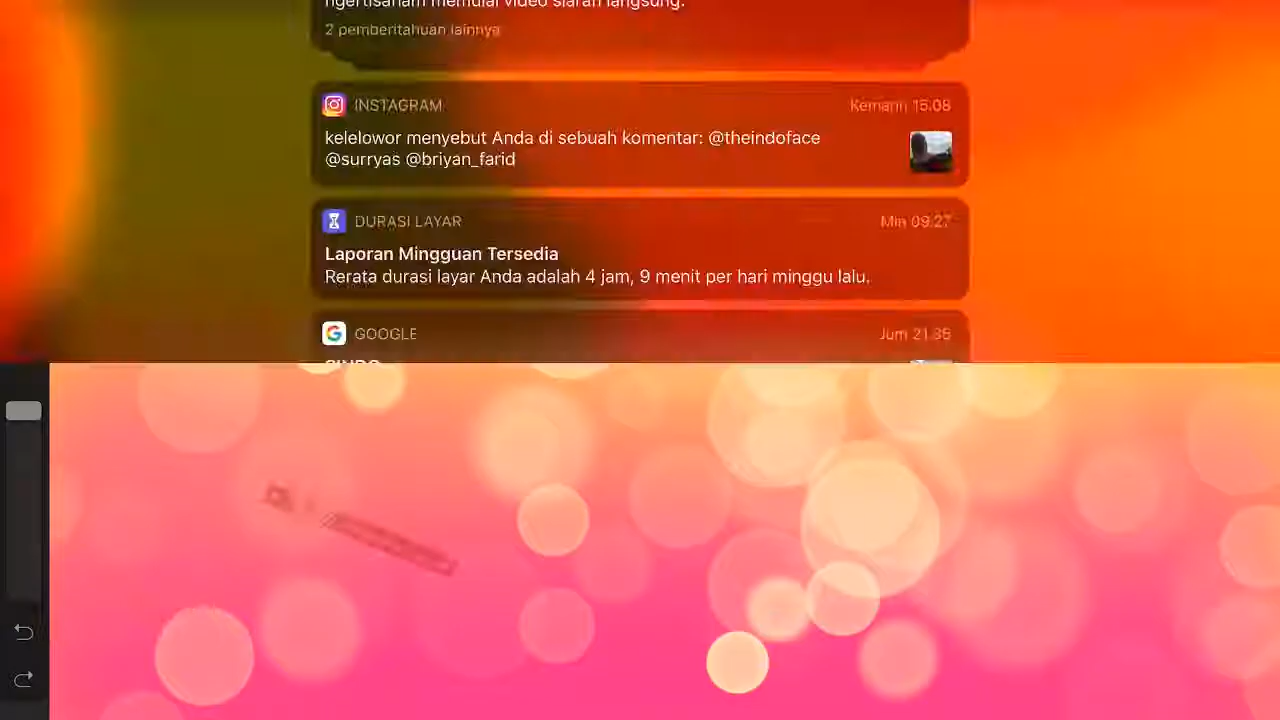 ngertisaham memulai video siaran langsung.
2 pemberitahuan lainnya
INSTAGRAM
Kemarin 15.08
kelelowor menyebut Anda di sebuah komentar: @theindoface
@surryas @briyan_farid
DURASI LAYAR
Min 09.27
Laporan Mingguan Tersedia
Rerata durasi layar Anda adalah 4 jam, 9 menit per hari minggu lalu.
GOOGLE
Jum 21.35